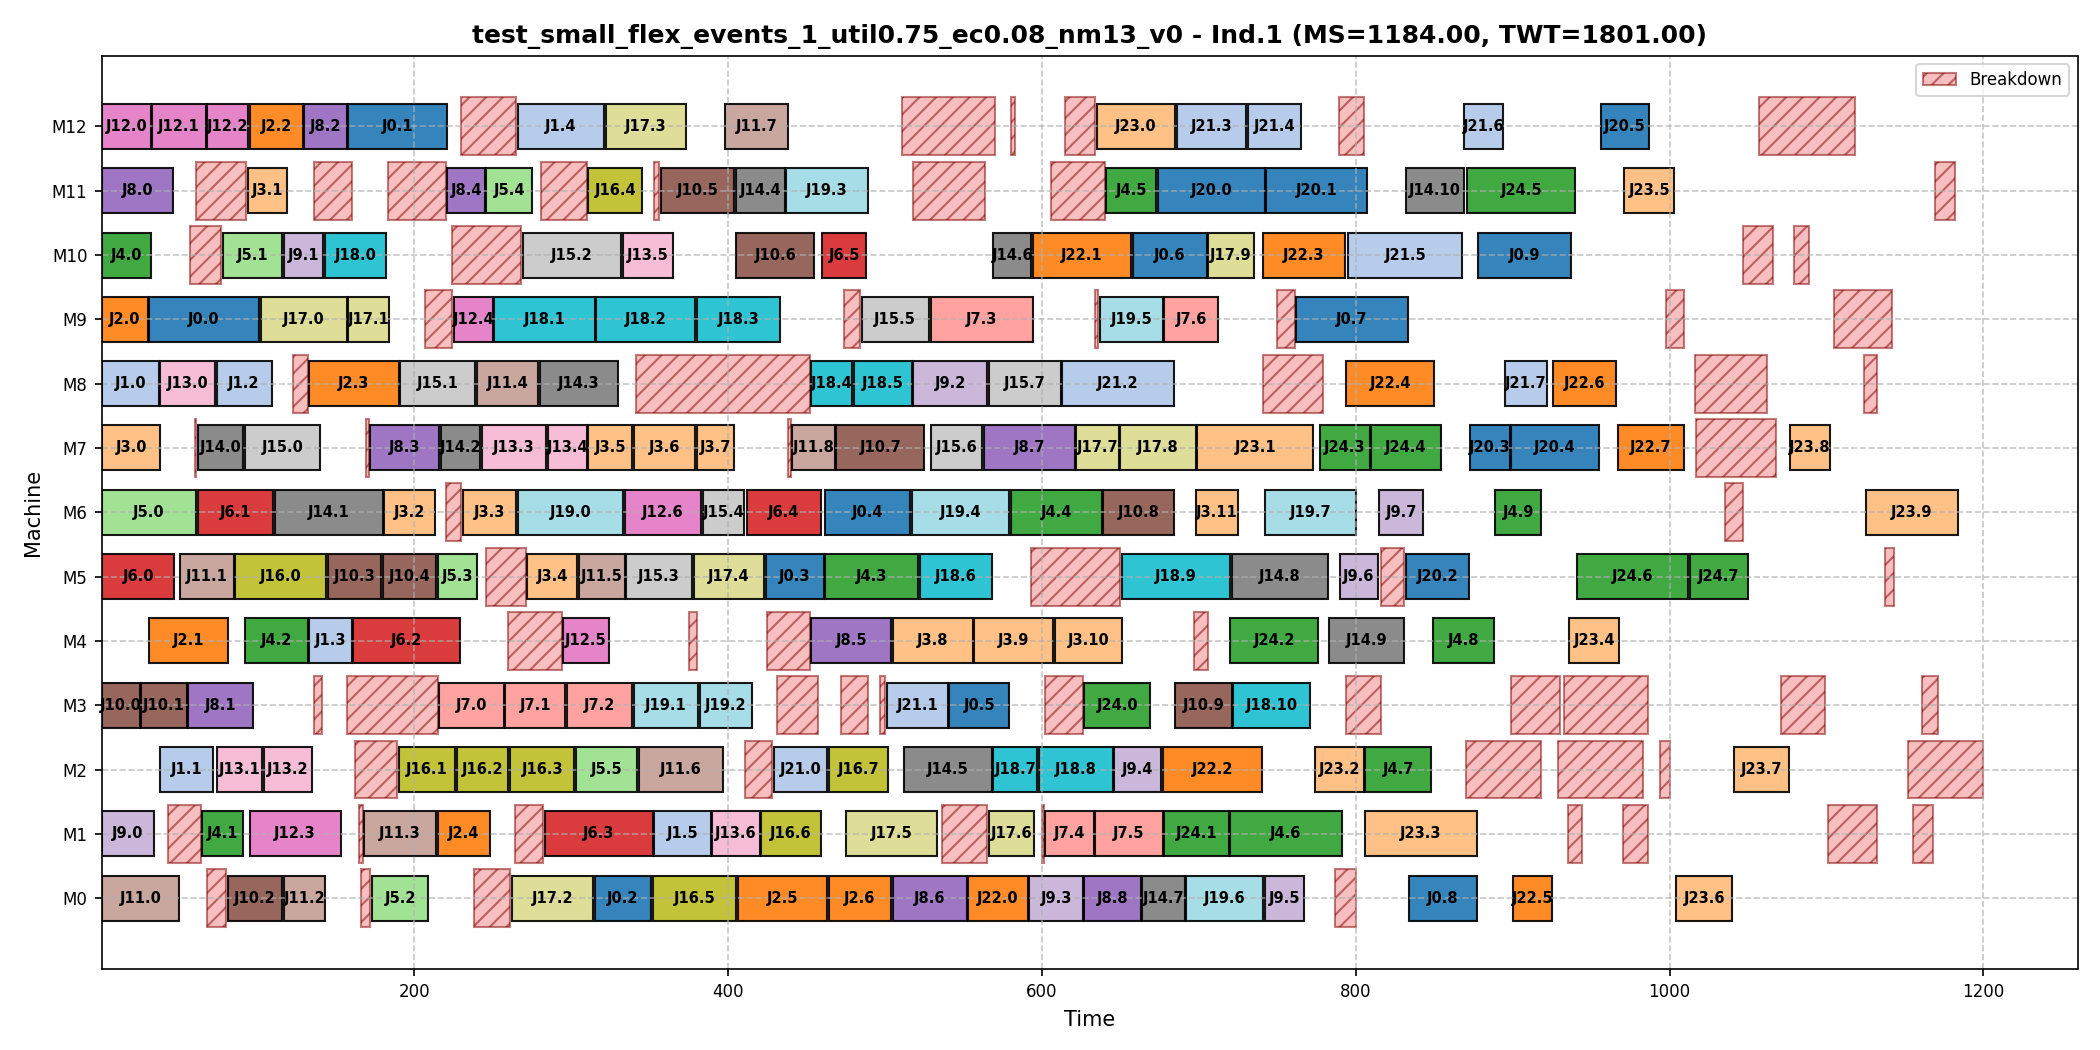 test_small_flex_events_1_util0.75_ec0.08_nm13_v0 - Ind.1 (MS=1184.00, TWT=1801.00)
Breakdown
M12 J12.0 J12.1 J12.2 J2.2 J8.2 J0.1 J1.4 J17.3 J11.7 J23.0 J21.3 J21.4 J21.6 J20.5
M11 J8.0 J3.1 J8.4 J5.4 J16.4 J10.5 J14.4 J19.3 J4.5 J20.0 J20.1 J14.10 J24.5 J23.5
M10 J4.0 J5.1 J9.1 J18.0 J15.2 J13.5 J10.6 J6.5 J14.6 J22.1 J0.6 J17.9 J22.3 J21.5 J0.9
M9 J2.0 J0.0 J17.0 J17.1 J12.4 J18.1 J18.2 J18.3 J15.5 J7.3 J19.5 J7.6 J0.7
M8 J1.0 J13.0 J1.2 J2.3 J15.1 J11.4 J14.3 J18.4 J18.5 J9.2 J15.7 J21.2 J22.4 J21.7 J22.6
M7 J3.0 J14.0 J15.0 J8.3 J14.2 J13.3 J13.4 J3.5 J3.6 J3.7 J11.8 J10.7 J15.6 J8.7 J17.7 J17.8 J23.1 J24.3 J24.4 J20.3 J20.4 J22.7 J23.8
M6 J5.0 J6.1 J14.1 J3.2 J3.3 J19.0 J12.6 J15.4 J6.4 J0.4 J19.4 J4.4 J10.8 J3.11 J19.7 J9.7 J4.9 J23.9
M5 J6.0 J11.1 J16.0 J10.3 J10.4 J5.3 J3.4 J11.5 J15.3 J17.4 J0.3 J4.3 J18.6 J18.9 J14.8 J9.6 J20.2 J24.6 J24.7
M4 J2.1 J4.2 J1.3 J6.2 J12.5 J8.5 J3.8 J3.9 J3.10 J24.2 J14.9 J4.8 J23.4
M3 J10.0 J10.1 J8.1 J7.0 J7.1 J7.2 J19.1 J19.2 J21.1 J0.5 J24.0 J10.9 J18.10
M2 J1.1 J13.1 J13.2 J16.1 J16.2 J16.3 J5.5 J11.6 J21.0 J16.7 J14.5 J18.7 J18.8 J9.4 J22.2 J23.2 J4.7 J23.7
M1 J9.0 J4.1 J12.3 J11.3 J2.4 J6.3 J1.5 J13.6 J16.6 J17.5 J17.6 J7.4 J7.5 J24.1 J4.6 J23.3
M0 J11.0 J10.2 J11.2 J5.2 J17.2 J0.2 J16.5 J2.5 J2.6 J8.6 J22.0 J9.3 J8.8 J14.7 J19.6 J9.5 J0.8 J22.5 J23.6
Machine
200 400 600 800 1000 1200
Time